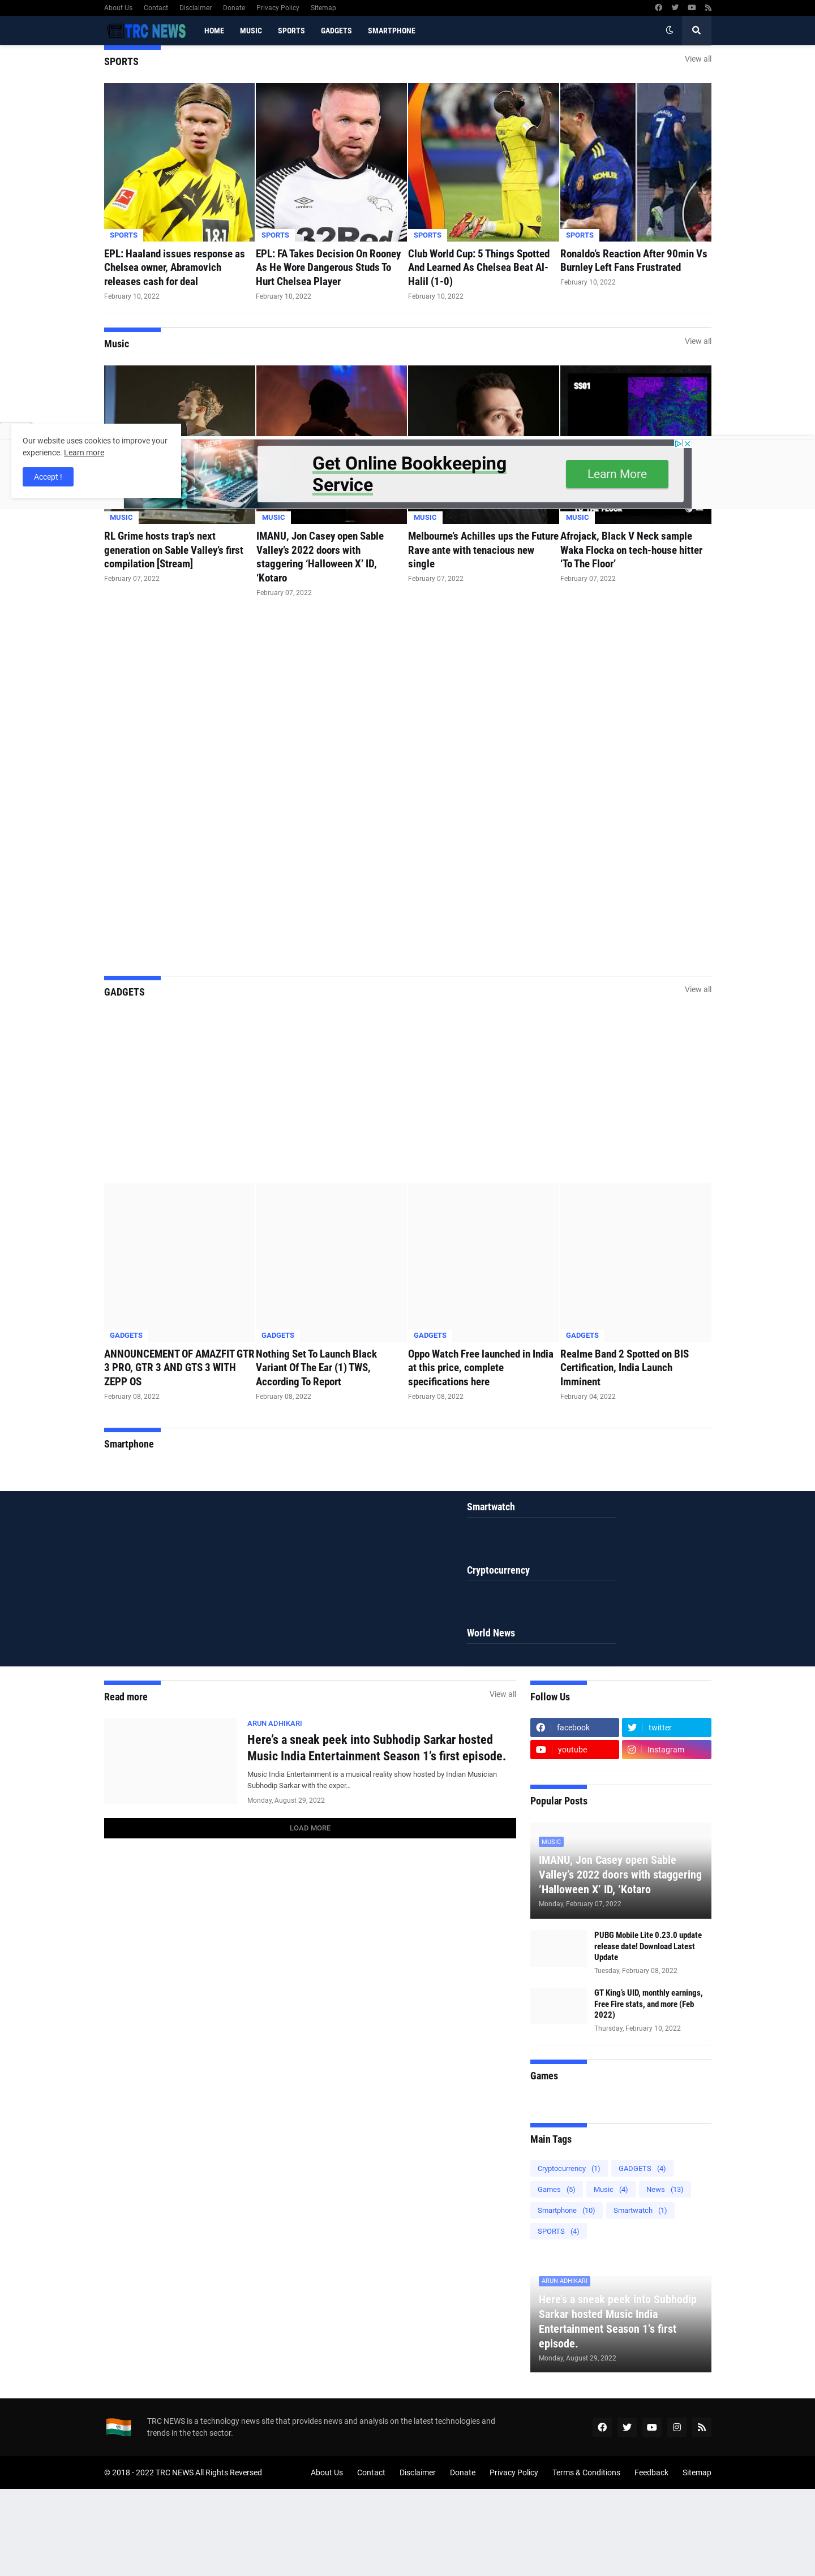 About Us Contact Disclaimer Donate Privacy Policy Sitemap
TRC NEWS
HOME MUSIC SPORTS GADGETS SMARTPHONE
SPORTS
View all
32Red
7
SPORTS
EPL: Haaland issues response as
Chelsea owner, Abramovich
releases cash for deal
February 10, 2022
SPORTS
EPL: FA Takes Decision On Rooney
As He Wore Dangerous Studs To
Hurt Chelsea Player
February 10, 2022
SPORTS
Club World Cup: 5 Things Spotted
And Learned As Chelsea Beat Al-
Halil (1-0)
February 10, 2022
SPORTS
Ronaldo’s Reaction After 90min Vs
Burnley Left Fans Frustrated
February 10, 2022
Music
View all
SS01
Our website uses cookies to improve your
experience. Learn more
Accept !
Get Online Bookkeeping
Service
Learn More
MUSIC
RL Grime hosts trap’s next
generation on Sable Valley’s first
compilation [Stream]
February 07, 2022
MUSIC
IMANU, Jon Casey open Sable
Valley’s 2022 doors with
staggering ‘Halloween X’ ID,
‘Kotaro
February 07, 2022
MUSIC
Melbourne’s Achilles ups the Future
Rave ante with tenacious new
single
February 07, 2022
MUSIC
Afrojack, Black V Neck sample
Waka Flocka on tech-house hitter
‘To The Floor’
February 07, 2022
GADGETS
View all
GADGETS
ANNOUNCEMENT OF AMAZFIT GTR
3 PRO, GTR 3 AND GTS 3 WITH
ZEPP OS
February 08, 2022
GADGETS
Nothing Set To Launch Black
Variant Of The Ear (1) TWS,
According To Report
February 08, 2022
GADGETS
Oppo Watch Free launched in India
at this price, complete
specifications here
February 08, 2022
GADGETS
Realme Band 2 Spotted on BIS
Certification, India Launch
Imminent
February 04, 2022
Smartphone
Smartwatch
Cryptocurrency
World News
Read more
View all
ARUN ADHIKARI
Here’s a sneak peek into Subhodip Sarkar hosted
Music India Entertainment Season 1’s first episode.
Music India Entertainment is a musical reality show hosted by Indian Musician
Subhodip Sarkar with the exper…
Monday, August 29, 2022
LOAD MORE
Follow Us
facebook
twitter
youtube
Instagram
Popular Posts
MUSIC
IMANU, Jon Casey open Sable
Valley’s 2022 doors with staggering
‘Halloween X’ ID, ‘Kotaro
Monday, February 07, 2022
PUBG Mobile Lite 0.23.0 update
release date! Download Latest
Update
Tuesday, February 08, 2022
GT King’s UID, monthly earnings,
Free Fire stats, and more (Feb
2022)
Thursday, February 10, 2022
Games
Main Tags
Cryptocurrency (1) GADGETS (4)
Games (5) Music (4) News (13)
Smartphone (10) Smartwatch (1)
SPORTS (4)
ARUN ADHIKARI
Here’s a sneak peek into Subhodip
Sarkar hosted Music India
Entertainment Season 1’s first
episode.
Monday, August 29, 2022
TRC NEWS is a technology news site that provides news and analysis on the latest technologies and
trends in the tech sector.
© 2018 - 2022 TRC NEWS All Rights Reversed
About Us Contact Disclaimer Donate Privacy Policy Terms & Conditions Feedback Sitemap